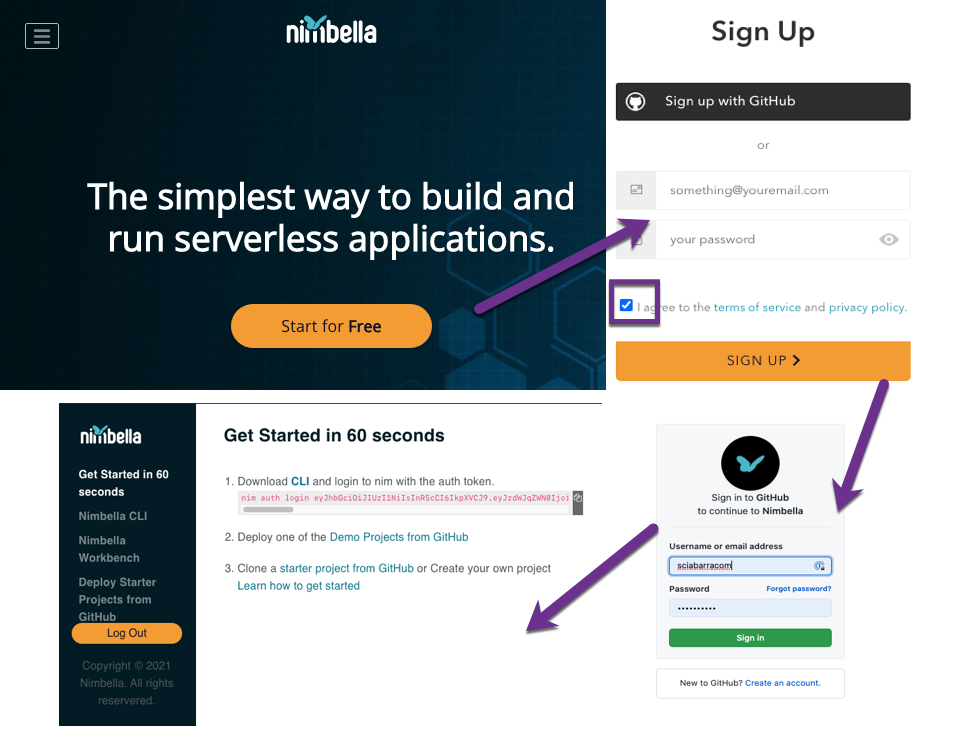 nimbella
The simplest way to build and
run serverless applications.
Start for Free
Sign Up
Sign up with GitHub
or
something@youremail.com
your password
I agree to the terms of service and privacy policy.
SIGN UP
nimbella
Get Started in 60
seconds
Nimbella CLI
Nimbella
Workbench
Deploy Starter
Projects from
GitHub
Log Out
Copyright © 2021
Nimbella. All rights
reservered.
Get Started in 60 seconds
1. Download CLI and login to nim with the auth token.
nim auth login eyJhbGciOiJIUzI1NiIsInR5cCI6IkpXVCJ9.eyJzdWJqZWN0Ijoi
2. Deploy one of the Demo Projects from GitHub
3. Clone a starter project from GitHub or Create your own project
Learn how to get started
Sign in to GitHub
to continue to Nimbella
Username or email address
sciabarracom
Password Forgot password?
Sign in
New to GitHub? Create an account.